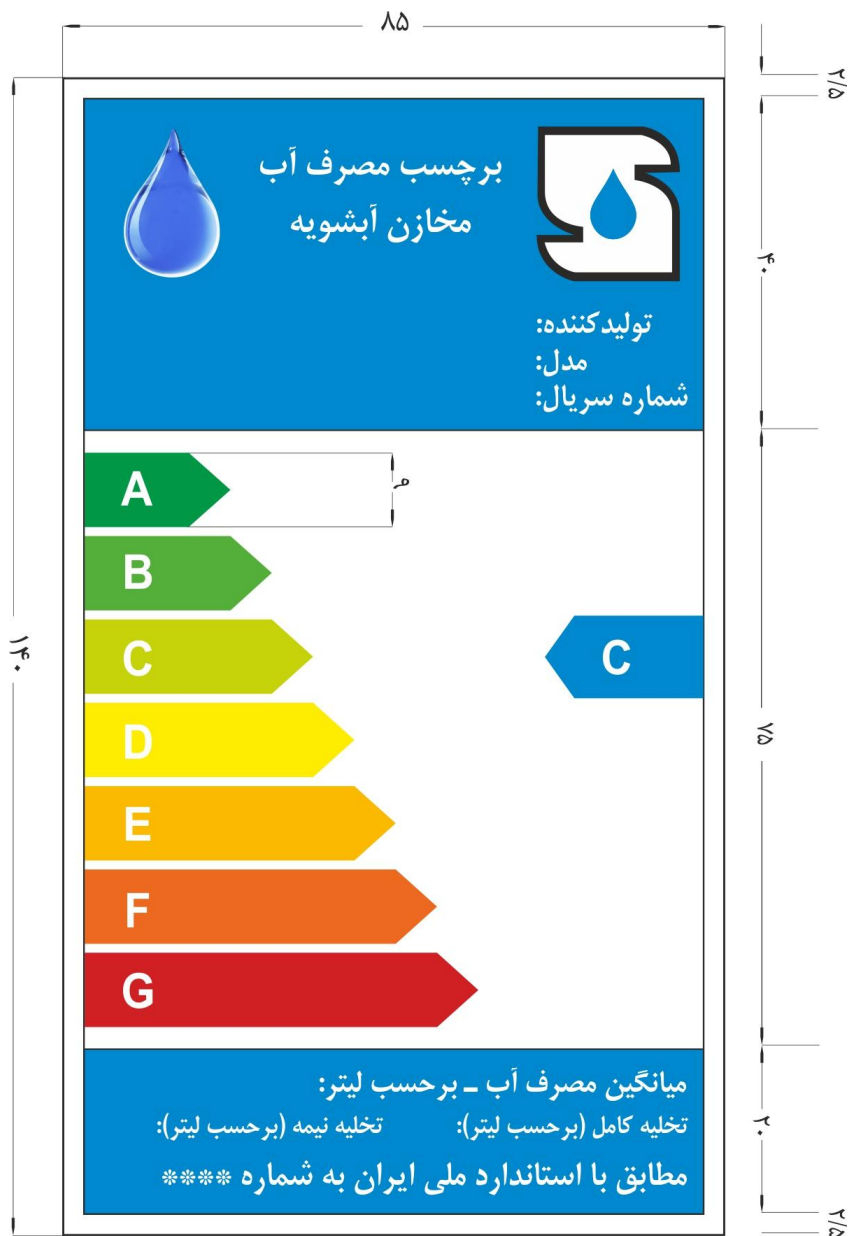 ۸۵
۲/۵
برچسب مصرف آب
مخازن آبشویه
۴۰
تولیدکننده:
مدل:
شماره سریال:
A
۹
B
C
C
۱۴۰
D
۷۵
E
F
G
میانگین مصرف آب ـ برحسب لیتر:
تخلیه کامل (برحسب لیتر): تخلیه نیمه (برحسب لیتر):
۲۰
مطابق با استاندارد ملی ایران به شماره ****
۲/۵